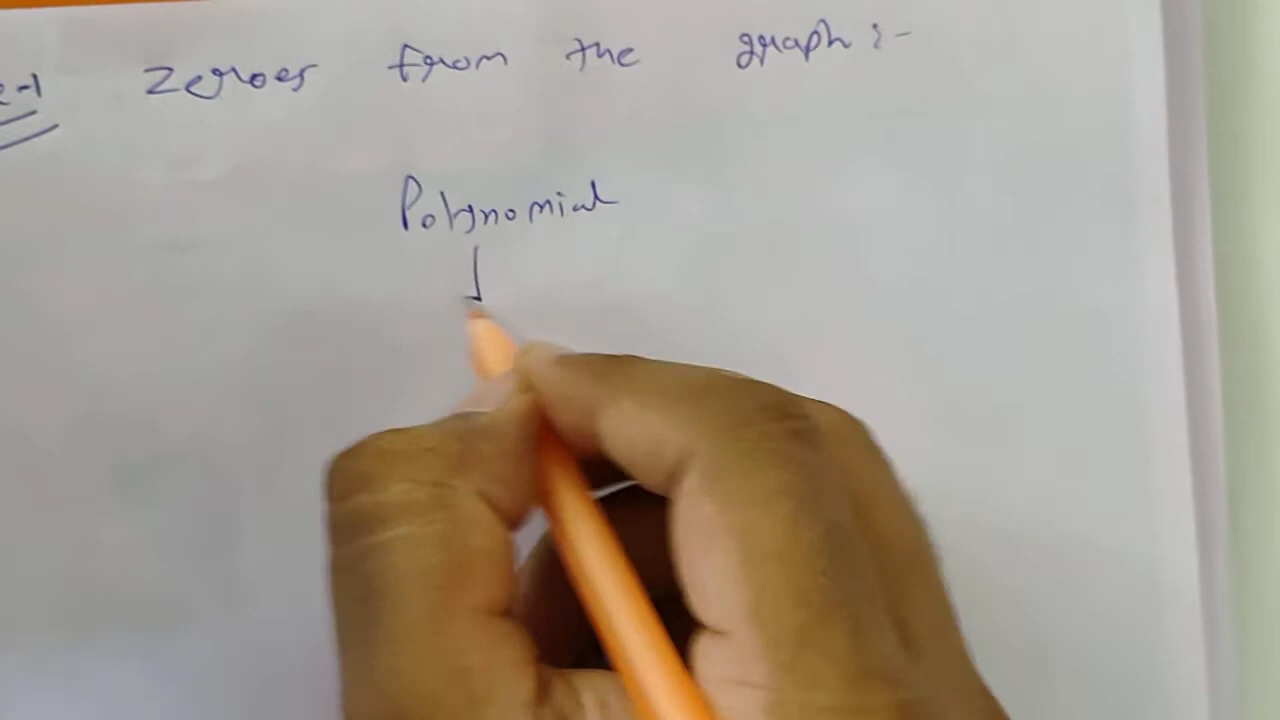 zeroes from the graph :-
Polynomial